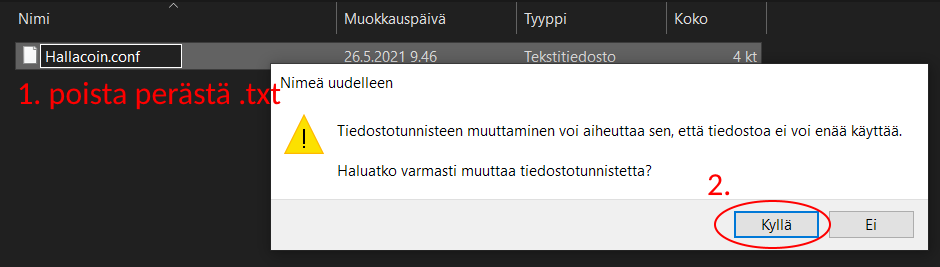 Nimi Muokkauspäivä Tyyppi Koko
Hallacoin.conf 26.5.2021 9.46 Tekstitiedosto 4 kt
1. poista perästä .txt
Nimeä uudelleen
Tiedostotunnisteen muuttaminen voi aiheuttaa sen, että tiedostoa ei voi enää käyttää.
Haluatko varmasti muuttaa tiedostotunnistetta?
2.
Kyllä Ei